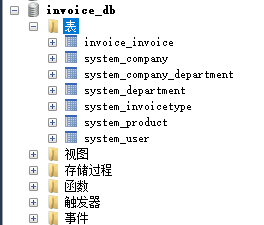 invoice_db
表
invoice_invoice
system_company
system_company_department
system_department
system_invoicetype
system_product
system_user
视图
存储过程
函数
触发器
事件